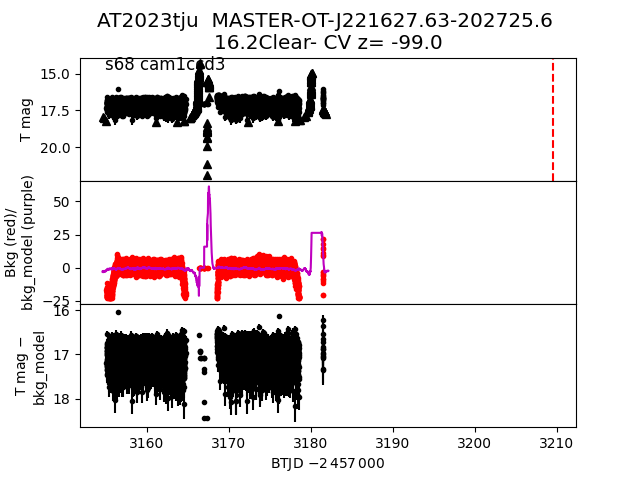 AT2023tju  MASTER-OT-J221627.63-202725.6
16.2Clear- CV z= -99.0
s68 cam1ccd3
15.0
17.5
20.0
T mag
50
25
0
−25
Bkg (red)/
bkg_model (purple)
16
17
18
T mag −
bkg_model
3160 3170 3180 3190 3200 3210
BTJD −2 457 000